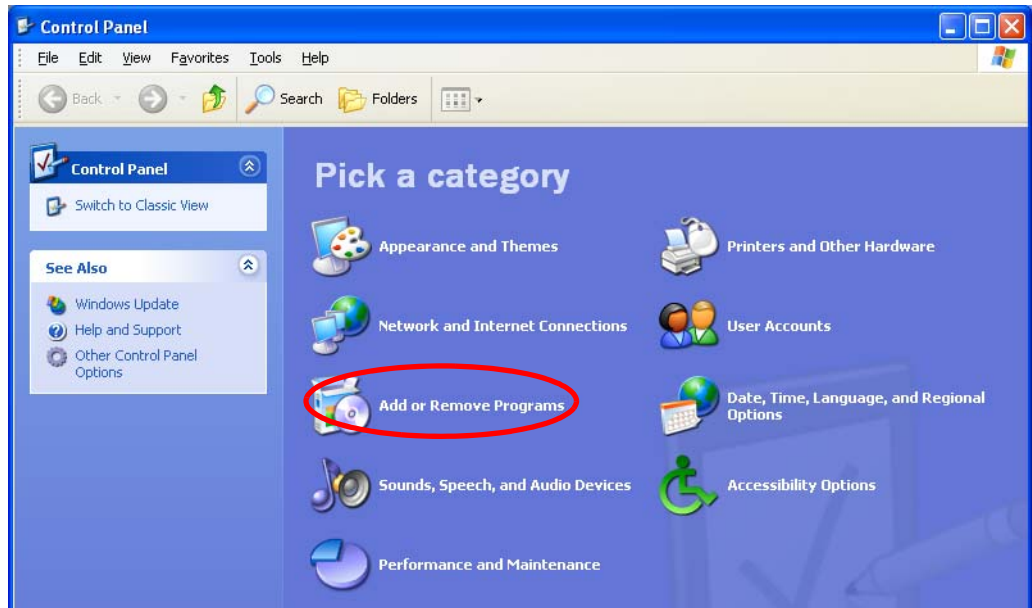 Control Panel
File Edit View Favorites Tools Help
Back Search Folders
Control Panel
Switch to Classic View
See Also
Windows Update
Help and Support
Other Control Panel
Options
Pick a category
Appearance and Themes
Printers and Other Hardware
Network and Internet Connections
User Accounts
Add or Remove Programs
Date, Time, Language, and Regional
Options
Sounds, Speech, and Audio Devices
Accessibility Options
Performance and Maintenance